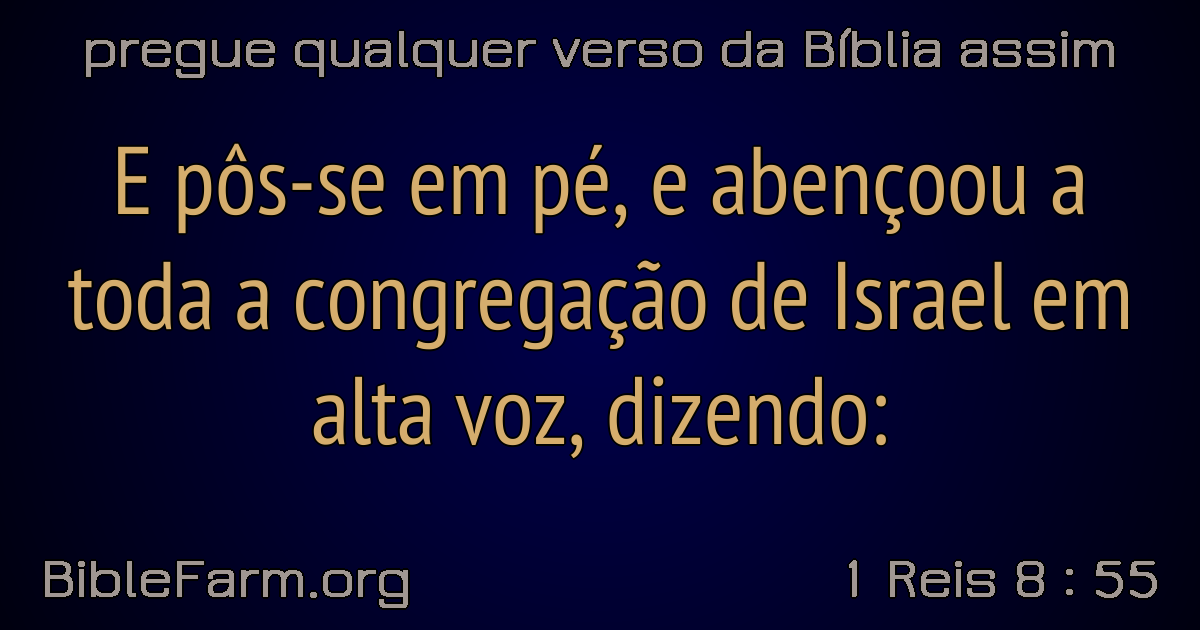 pregue qualquer verso da Bíblia assim
E pôs-se em pé, e abençoou a
toda a congregação de Israel em
alta voz, dizendo:
BibleFarm.org
1 Reis 8 : 55